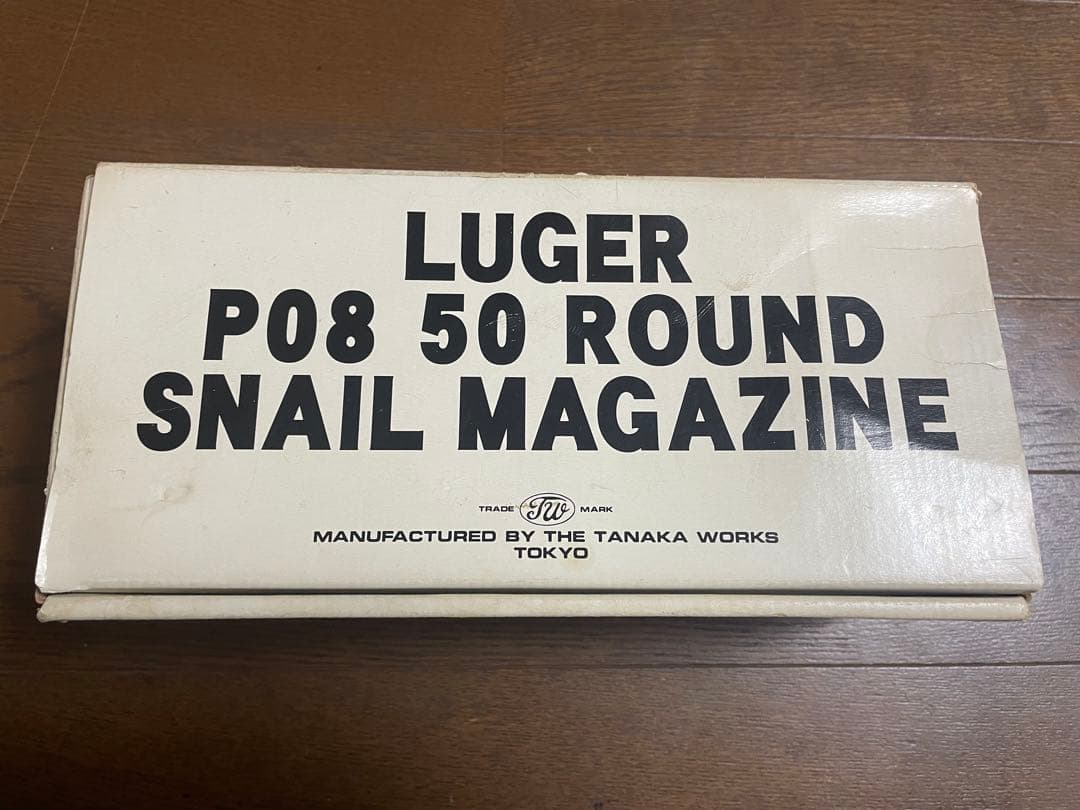 LUGER
P08 50 ROUND
SNAIL MAGAZINE
TRADE TW MARK
MANUFACTURED BY THE TANAKA WORKS
TOKYO